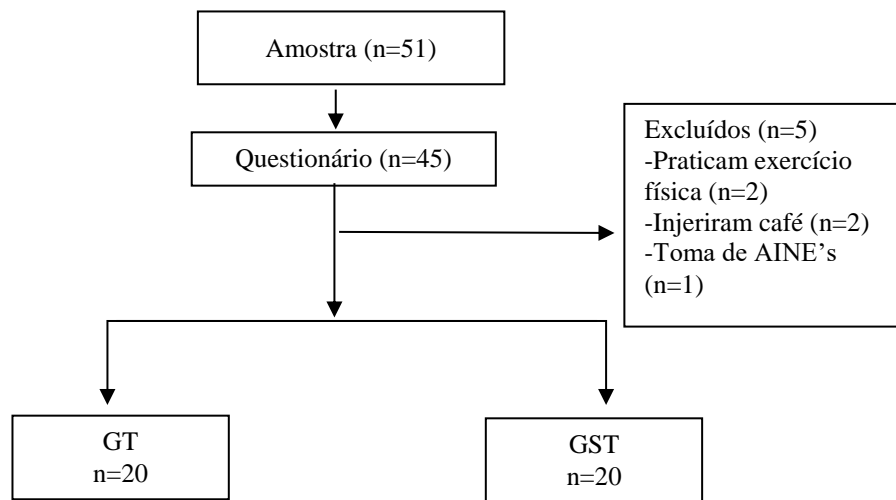 Amostra (n=51)
Questionário (n=45)
Excluídos (n=5)
-Praticam exercício
física (n=2)
-Injeriram café (n=2)
-Toma de AINE’s
(n=1)
GT
n=20
GST
n=20